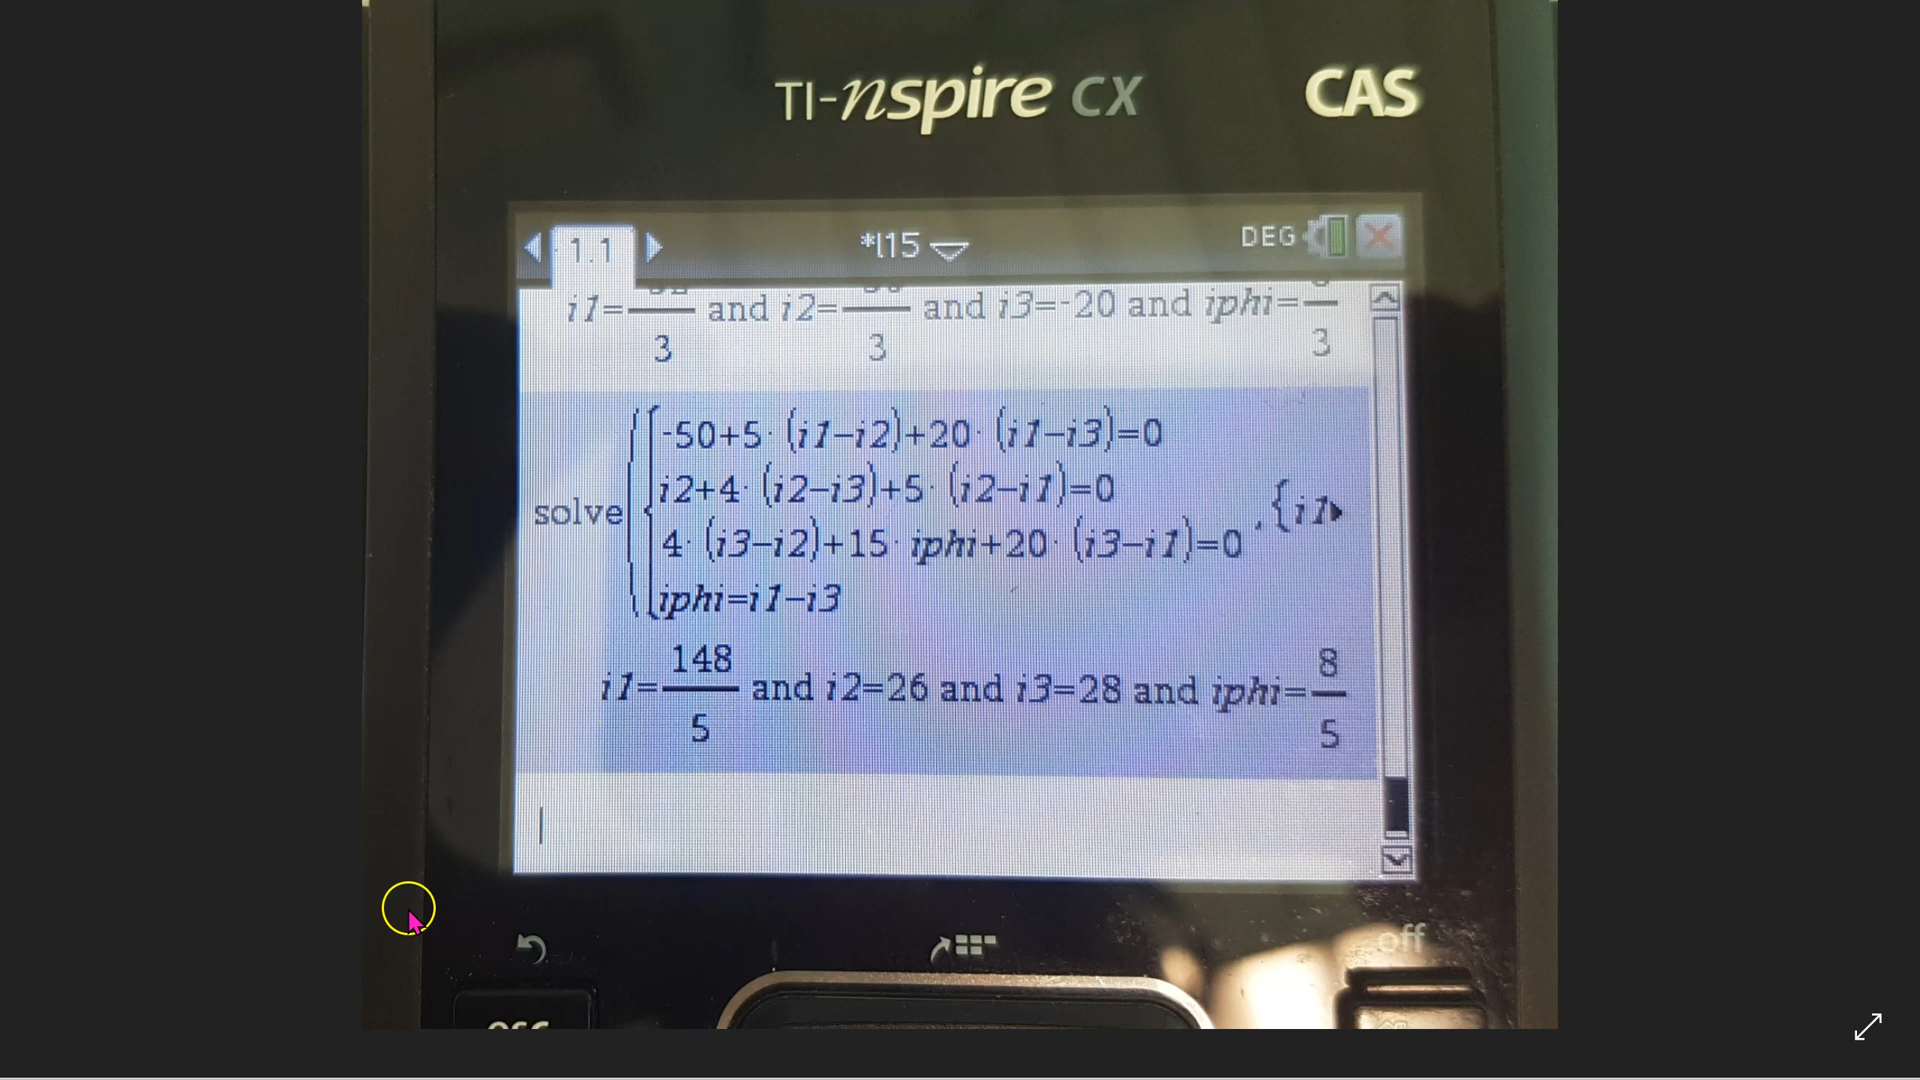 TI-nspire CX CAS
1.1 *l15 DEG
i1= and i2= and i3=-20 and iphi=
3 3 3
-50+5·(i1-i2)+20·(i1-i3)=0
i2+4·(i2-i3)+5·(i2-i1)=0
solve ,{i1▸
4·(i3-i2)+15·iphi+20·(i3-i1)=0
iphi=i1-i3
i1=148/5 and i2=26 and i3=28 and iphi=8/5
off
esc